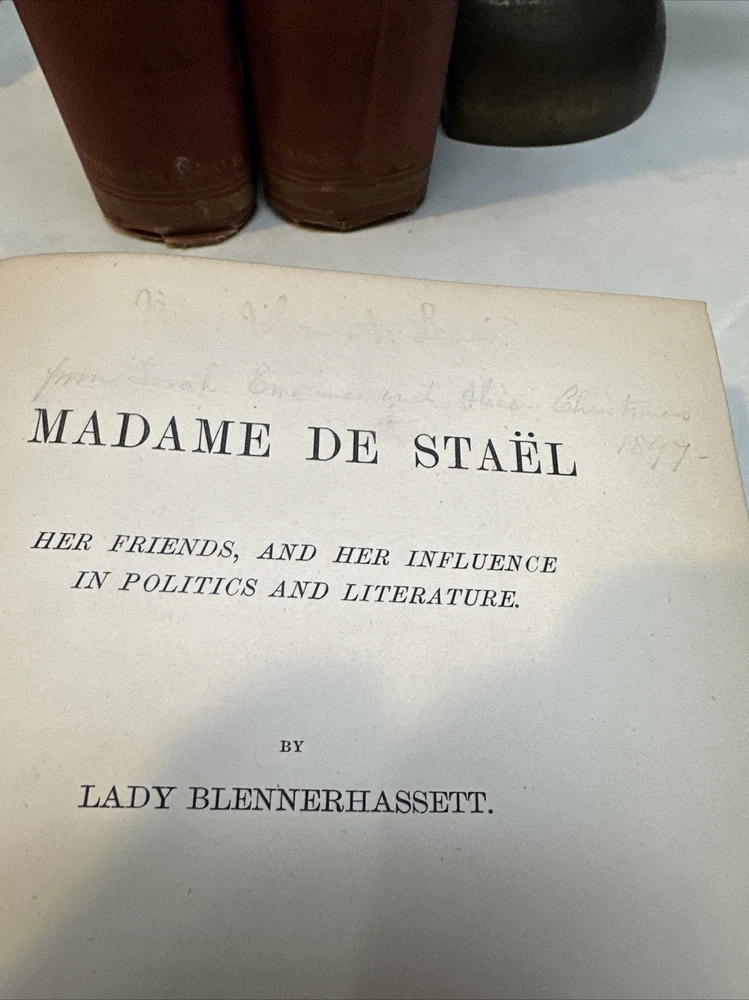 from Sarah and Alice Christmas
1897-
MADAME DE STAËL
HER FRIENDS, AND HER INFLUENCE
IN POLITICS AND LITERATURE.
BY
LADY BLENNERHASSETT.